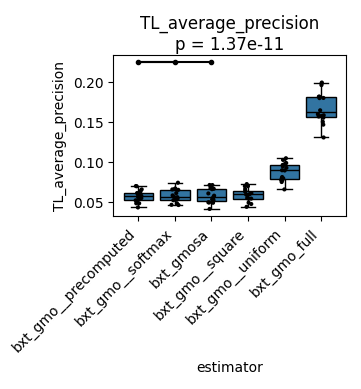 TL_average_precision
p = 1.37e-11
TL_average_precision
0.20
0.15
0.10
0.05
bxt_gmo__precomputed
bxt_gmo__softmax
bxt_gmosa
bxt_gmo__square
bxt_gmo__uniform
bxt_gmo_full
estimator